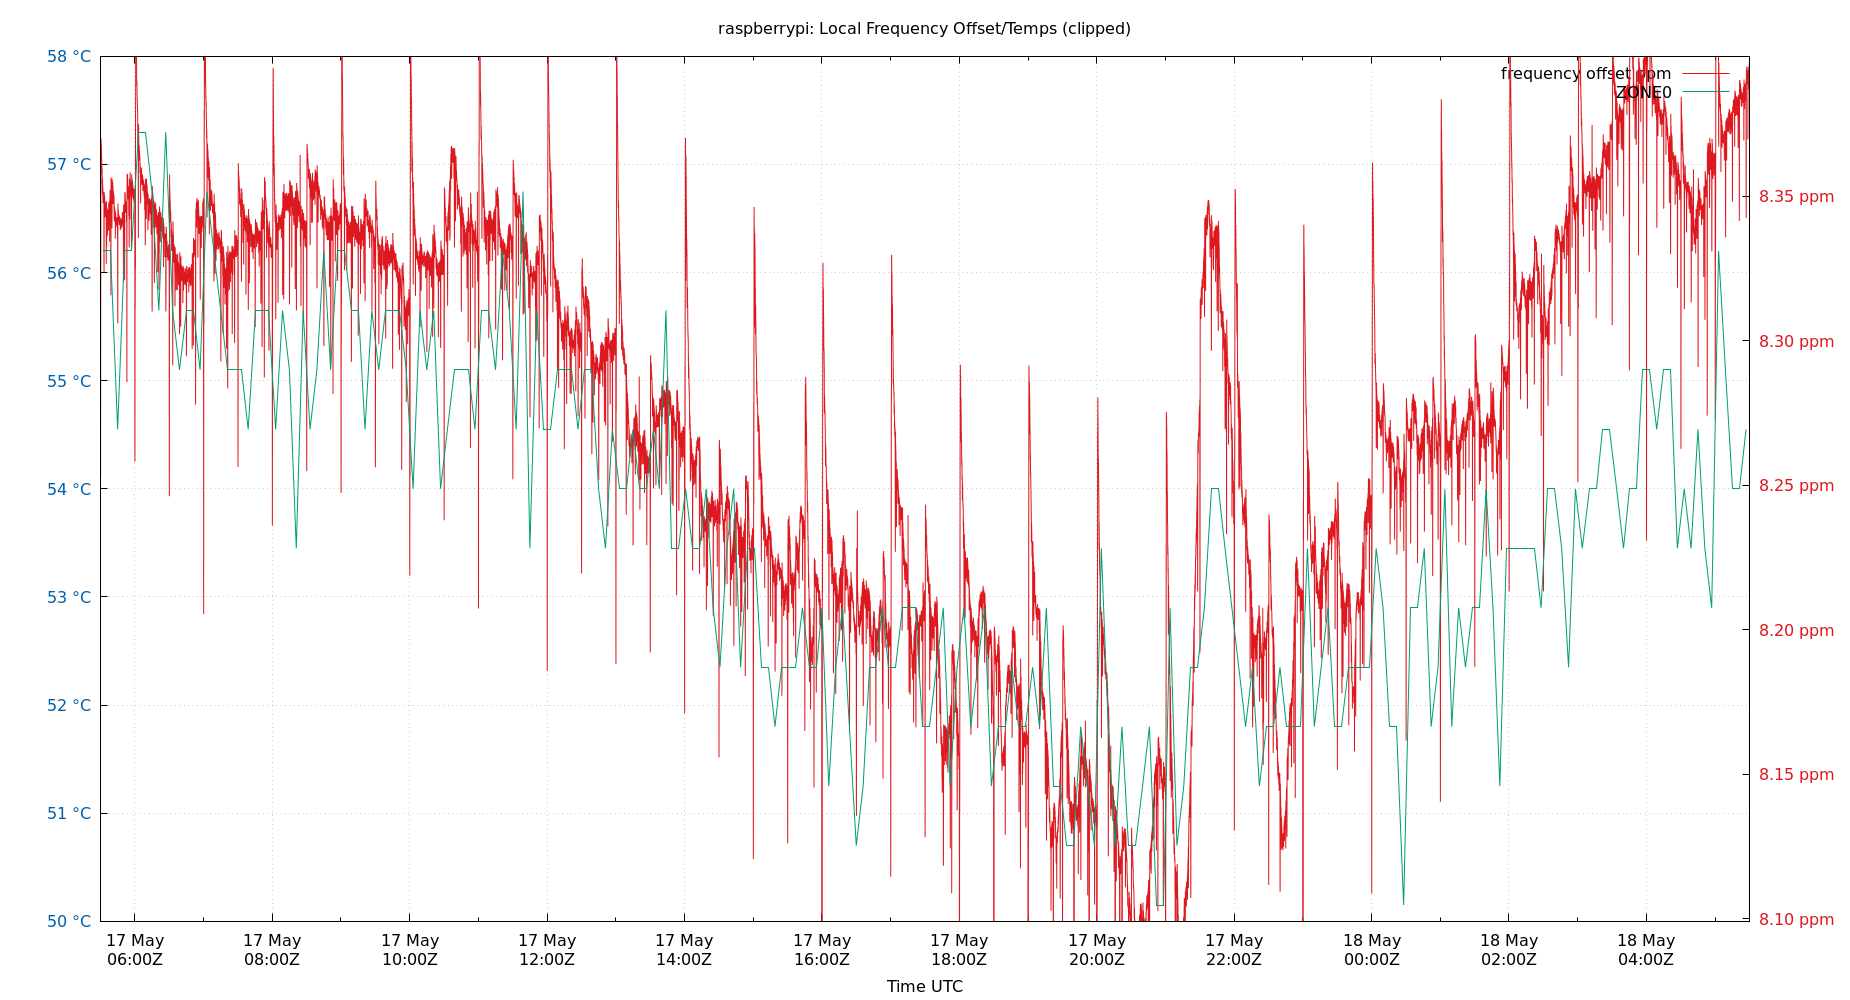 raspberrypi: Local Frequency Offset/Temps (clipped)
58 °C
57 °C
56 °C
55 °C
54 °C
53 °C
52 °C
51 °C
50 °C
frequency offset ppm
ZONE0
8.35 ppm
8.30 ppm
8.25 ppm
8.20 ppm
8.15 ppm
8.10 ppm
17 May 17 May 17 May 17 May 17 May 17 May 17 May 17 May 17 May 18 May 18 May 18 May
06:00Z 08:00Z 10:00Z 12:00Z 14:00Z 16:00Z 18:00Z 20:00Z 22:00Z 00:00Z 02:00Z 04:00Z
Time UTC